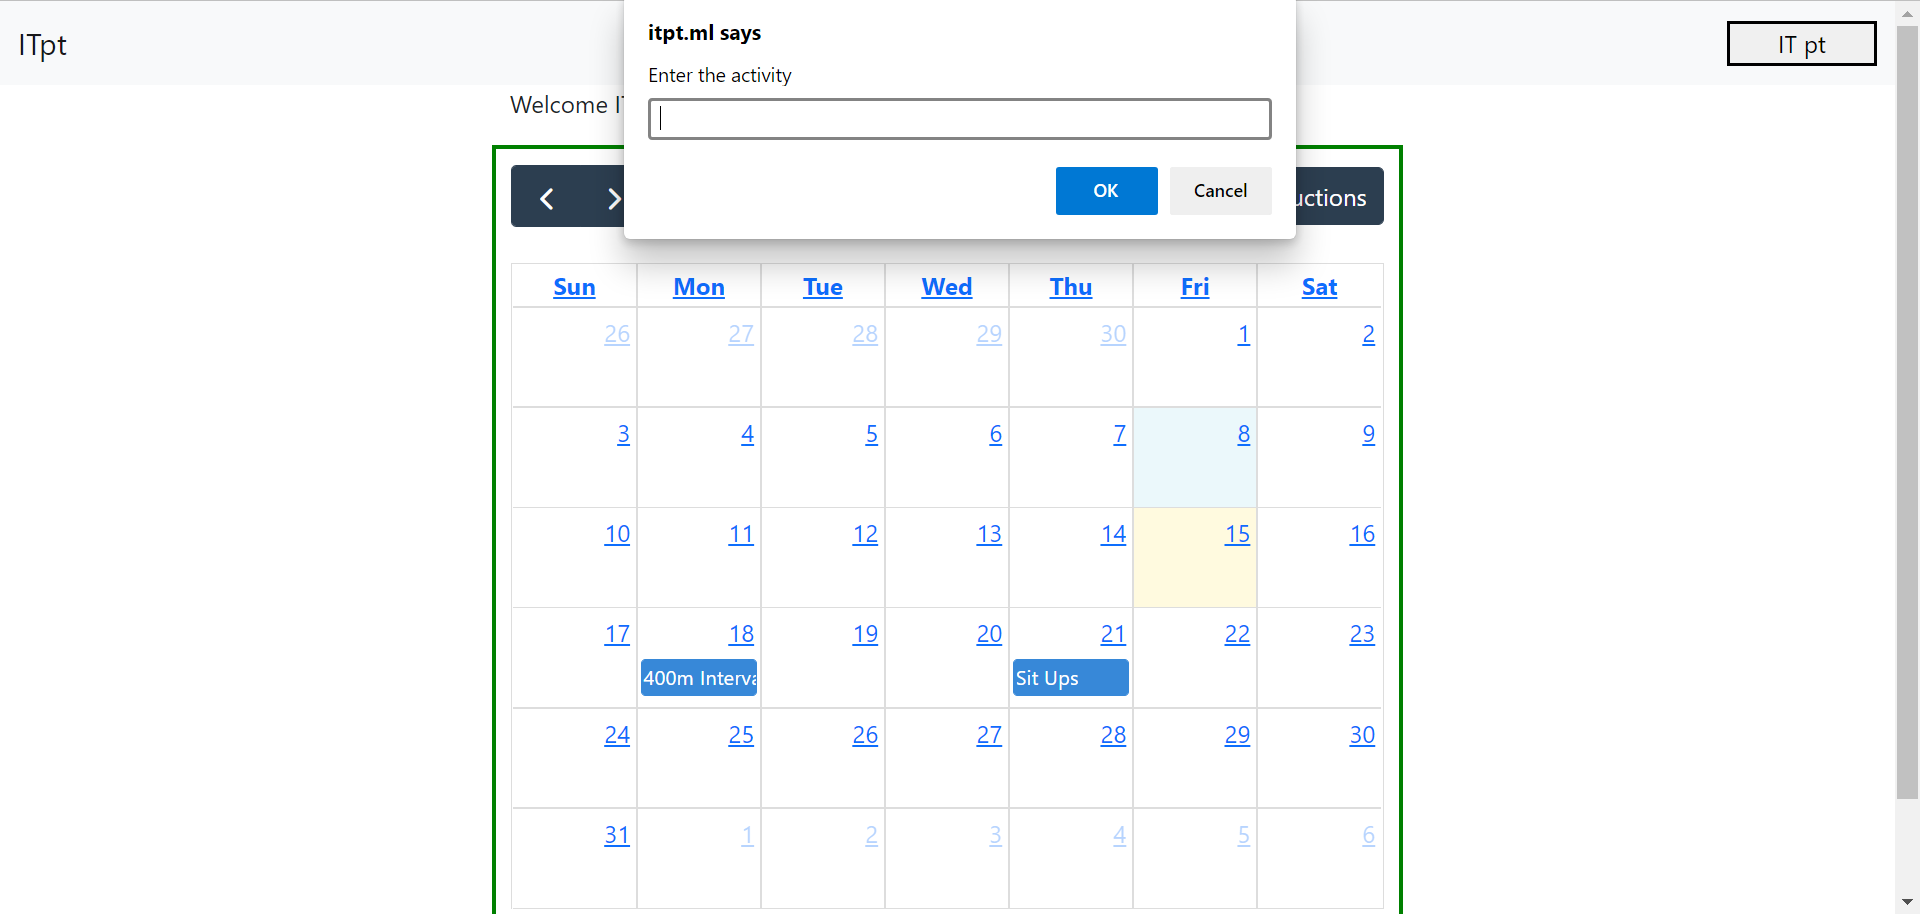 itpt.ml says
Enter the activity
OK
Cancel
ITpt
IT pt
Welcome
Sun Mon Tue Wed Thu Fri Sat
26 27 28 29 30 1 2
3 4 5 6 7 8 9
10 11 12 13 14 15 16
17 18 19 20 21 22 23
400m Sit Ups
24 25 26 27 28 29 30
31 1 2 3 4 5 6